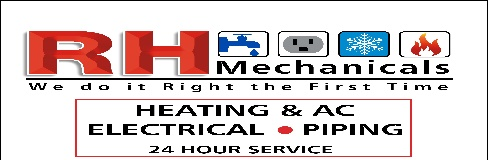 RH Mechanicals
We do it Right the First Time
HEATING & AC
ELECTRICAL • PIPING
24 HOUR SERVICE